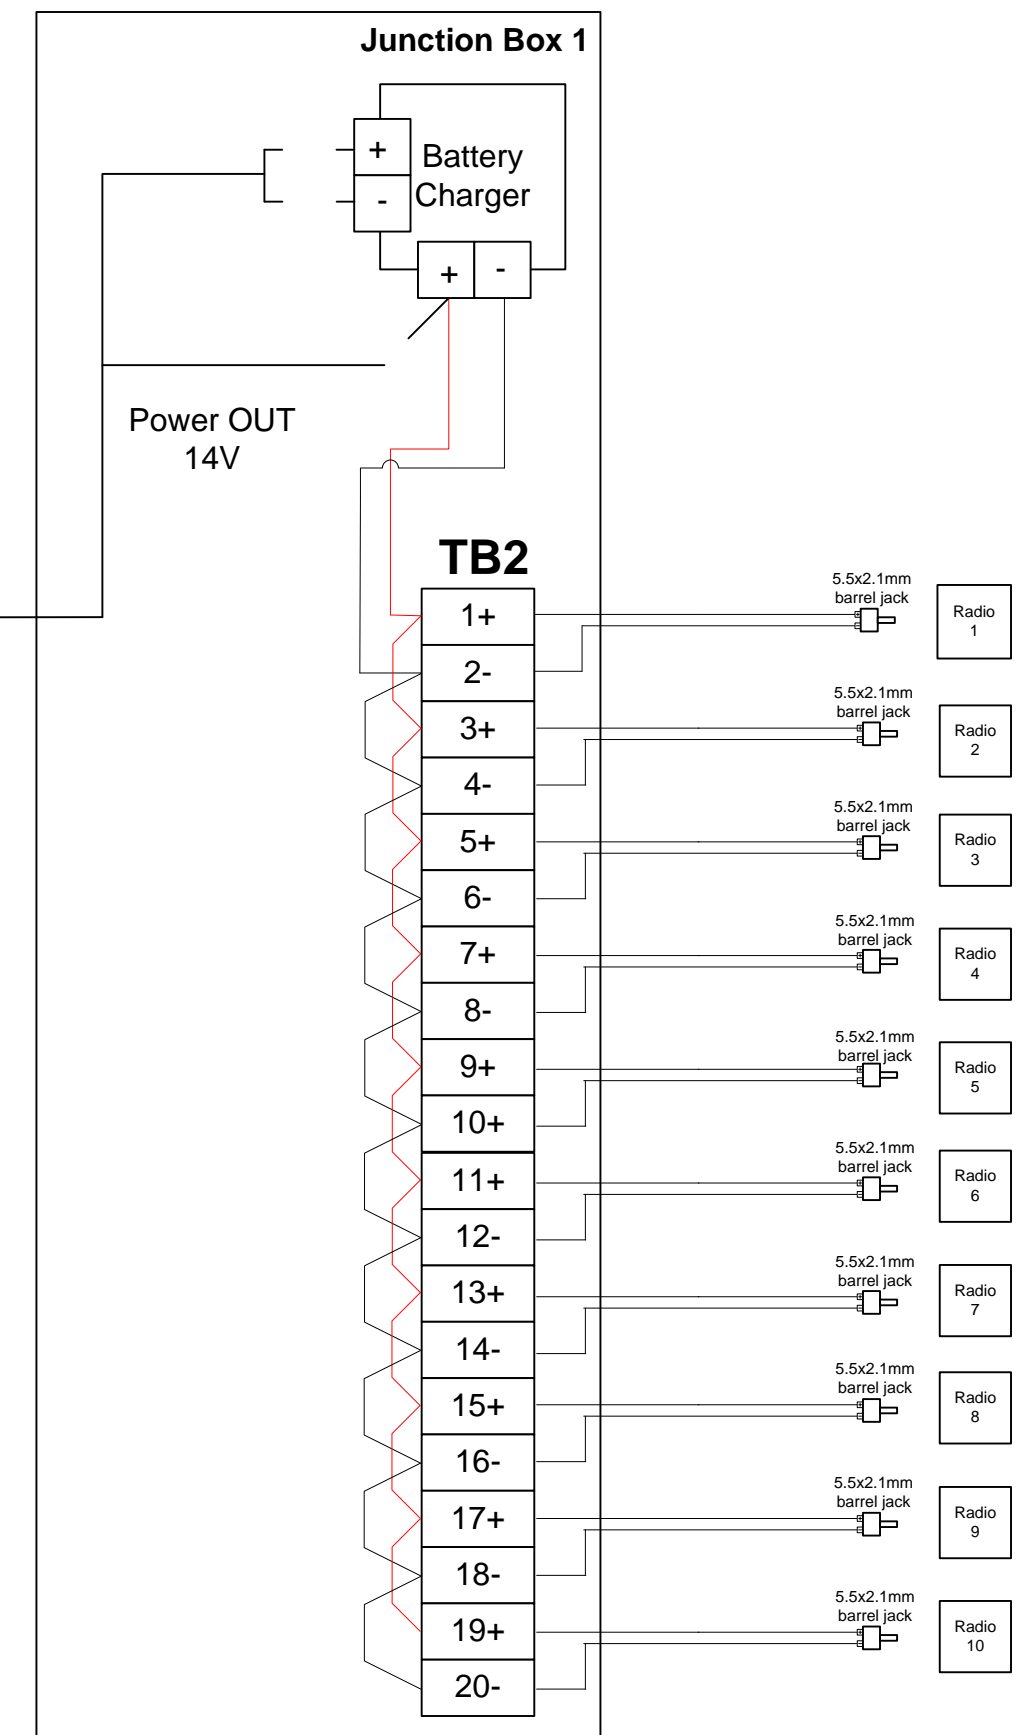 Junction Box 1
+
Battery
Charger
-
+
-
Power OUT
14V
TB2
1+
2-
3+
4-
5+
6-
7+
8-
9+
10+
11+
12-
13+
14-
15+
16-
17+
18-
19+
20-
5.5x2.1mm
barrel jack
Radio
1
5.5x2.1mm
barrel jack
Radio
2
5.5x2.1mm
barrel jack
Radio
3
5.5x2.1mm
barrel jack
Radio
4
5.5x2.1mm
barrel jack
Radio
5
5.5x2.1mm
barrel jack
Radio
6
5.5x2.1mm
barrel jack
Radio
7
5.5x2.1mm
barrel jack
Radio
8
5.5x2.1mm
barrel jack
Radio
9
5.5x2.1mm
barrel jack
Radio
10